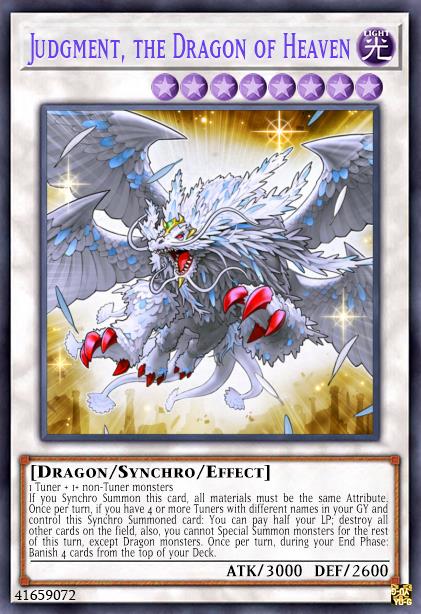 Judgment, the Dragon of Heaven
LIGHT
光
[Dragon/Synchro/Effect]
1 Tuner + 1+ non-Tuner monsters
If you Synchro Summon this card, all materials must be the same Attribute.
Once per turn, if you have 4 or more Tuners with different names in your GY and
control this Synchro Summoned card: You can pay half your LP; destroy all
other cards on the field, also, you cannot Special Summon monsters for the rest
of this turn, except Dragon monsters. Once per turn, during your End Phase:
Banish 4 cards from the top of your Deck.
ATK/3000 DEF/2600
41659072